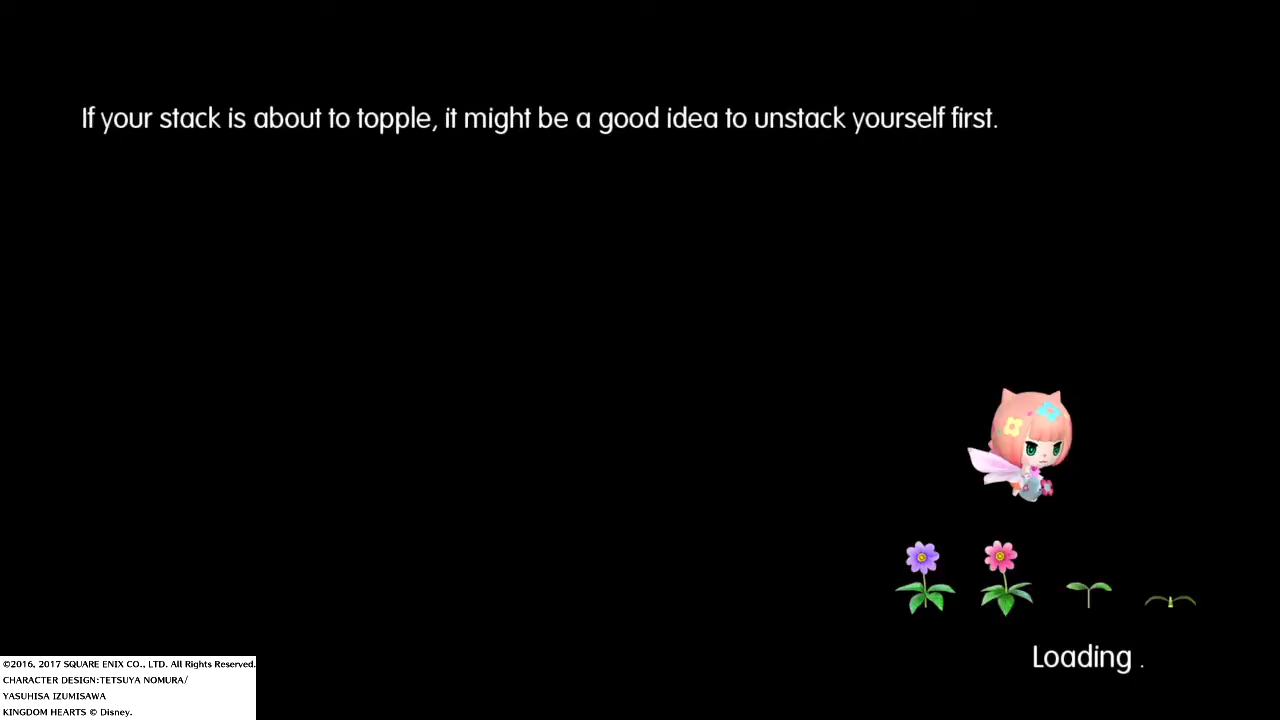 If your stack is about to topple, it might be a good idea to unstack yourself first.
Loading .
©2016, 2017 SQUARE ENIX CO., LTD. All Rights Reserved.
CHARACTER DESIGN:TETSUYA NOMURA/
YASUHISA IZUMISAWA
KINGDOM HEARTS © Disney.